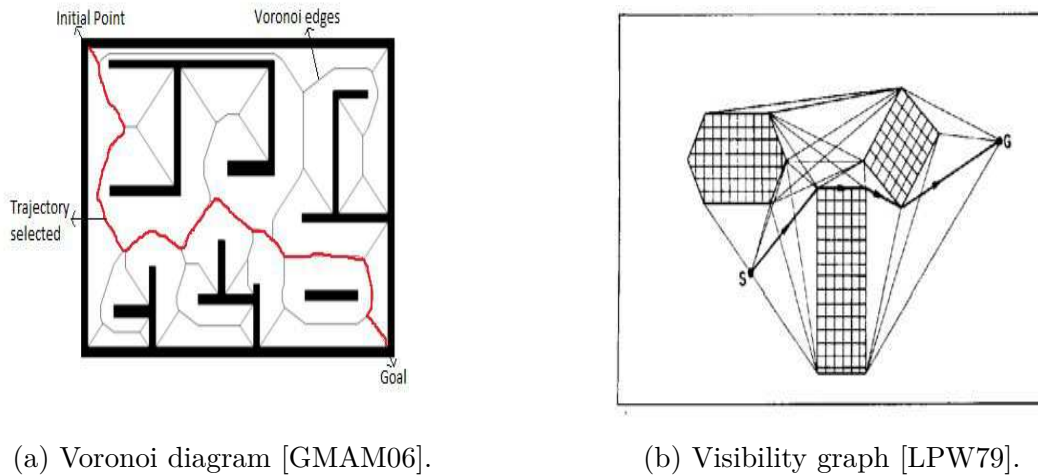 Initial Point
Voronoi edges
Trajectory
selected
Goal
S
G
(a) Voronoi diagram [GMAM06].
(b) Visibility graph [LPW79].